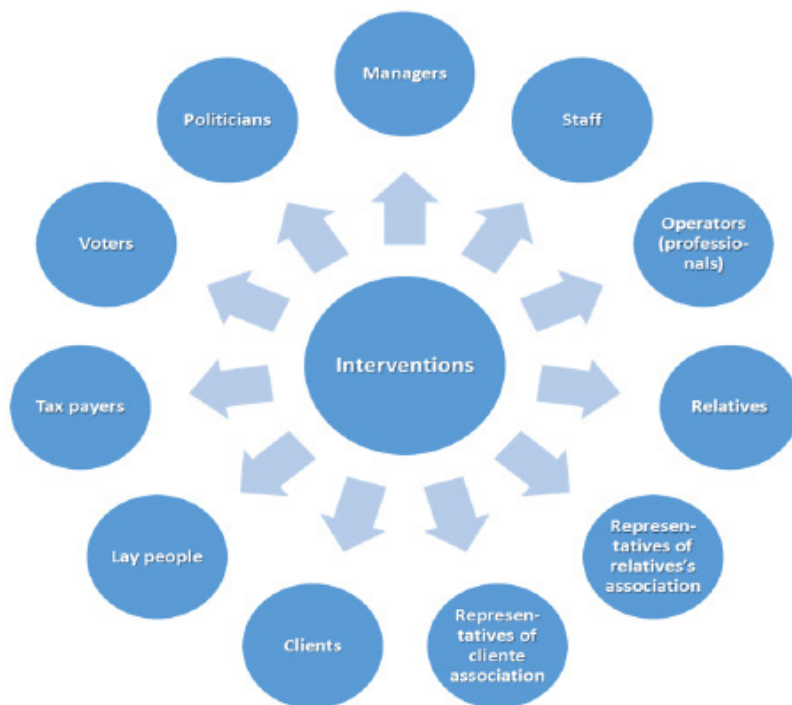 Managers
Politicians
Staff
Voters
Operators
(professio-
nals)
Interventions
Tax payers
Relatives
Lay people
Represen-
tatives of
relatives's
association
Clients
Represen-
tatives of
cliente
association